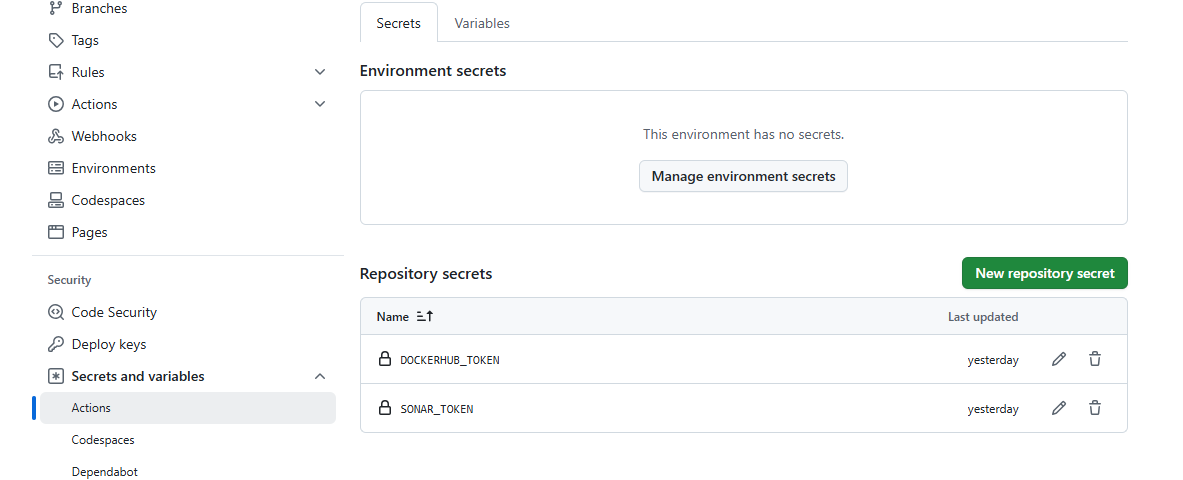 Branches
Tags
Rules
Actions
Webhooks
Environments
Codespaces
Pages
Security
Code Security
Deploy keys
Secrets and variables
Actions
Codespaces
Dependabot
Secrets
Variables
Environment secrets
This environment has no secrets.
Manage environment secrets
Repository secrets
New repository secret
Name
Last updated
DOCKERHUB_TOKEN
yesterday
SONAR_TOKEN
yesterday